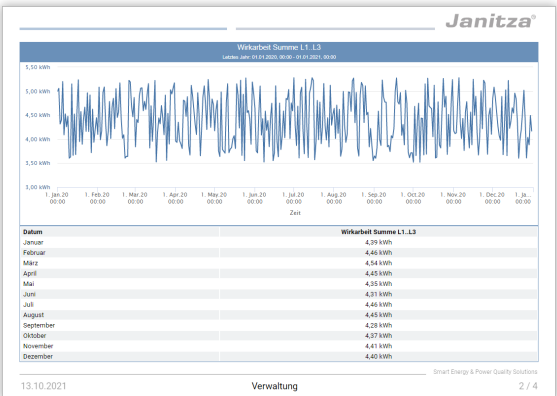 Janitza®
Wirkarbeit Summe L1..L3
Letztes Jahr: 01.01.2020, 00:00 - 01.01.2021, 00:00
5,50 kWh
5,00 kWh
4,50 kWh
4,00 kWh
3,50 kWh
3,00 kWh
1. Jan.20 1. Feb.20 1. Mär.20 1. Apr.20 1. May.20 1. Jun.20 1. Jul.20 1. Aug.20 1. Sep.20 1. Oct.20 1. Nov.20 1. Dec.20 1. Ja...
00:00 00:00 00:00 00:00 00:00 00:00 00:00 00:00 00:00 00:00 00:00 00:00 00:00
Zeit
Datum Wirkarbeit Summe L1..L3
Januar 4,39 kWh
Februar 4,46 kWh
März 4,54 kWh
April 4,45 kWh
Mai 4,35 kWh
Juni 4,31 kWh
Juli 4,46 kWh
August 4,45 kWh
September 4,28 kWh
Oktober 4,37 kWh
November 4,41 kWh
Dezember 4,40 kWh
Smart Energy & Power Quality Solutions
13.10.2021 Verwaltung 2 / 4